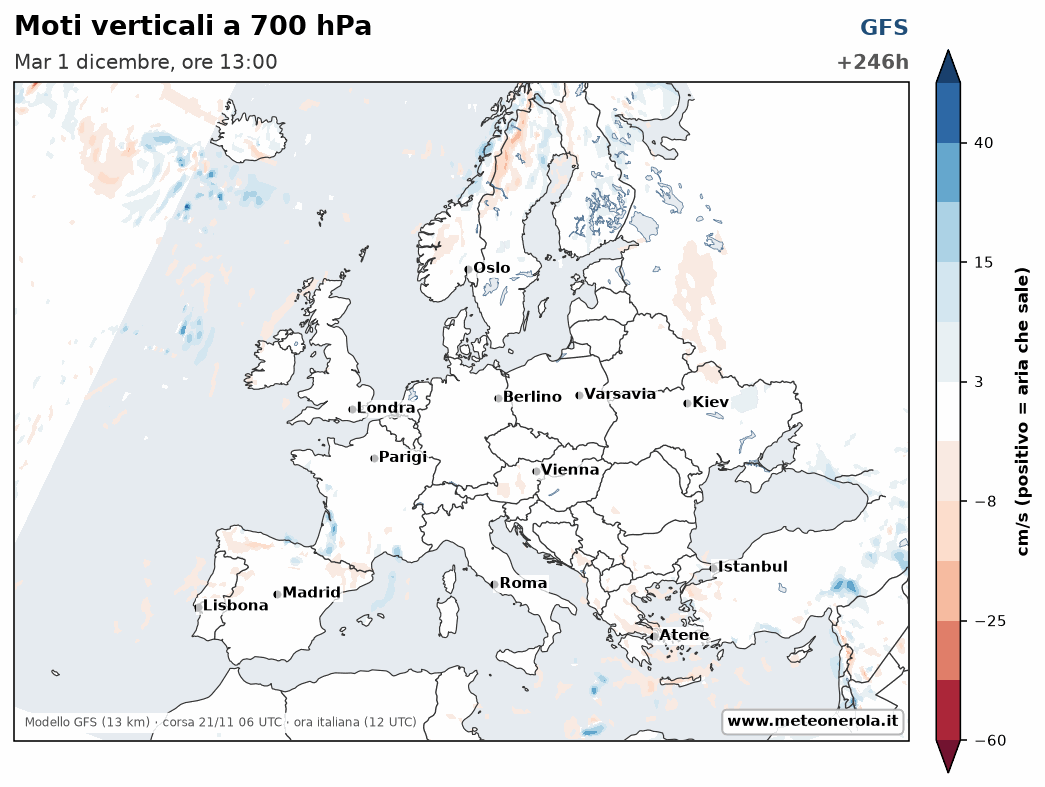 Moti verticali a 700 hPa
GFS
Mar 1 dicembre, ore 13:00
+246h
40
15
3
−8
−25
−60
cm/s (positivo = aria che sale)
Oslo
Berlino
Varsavia
Kiev
Londra
Parigi
Vienna
Istanbul
Roma
Madrid
Lisbona
Atene
Modello GFS (13 km) · corsa 21/11 06 UTC · ora italiana (12 UTC)
www.meteonerola.it